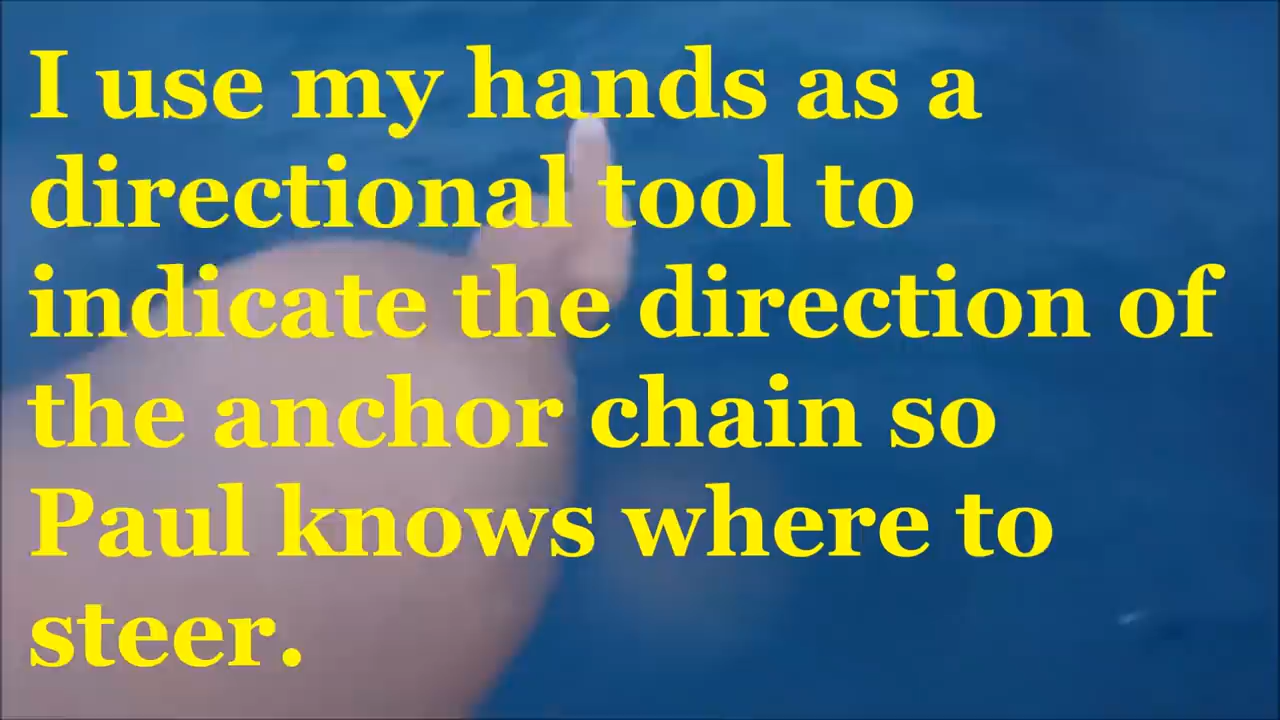 I use my hands as a
directional tool to
indicate the direction of
the anchor chain so
Paul knows where to
steer.